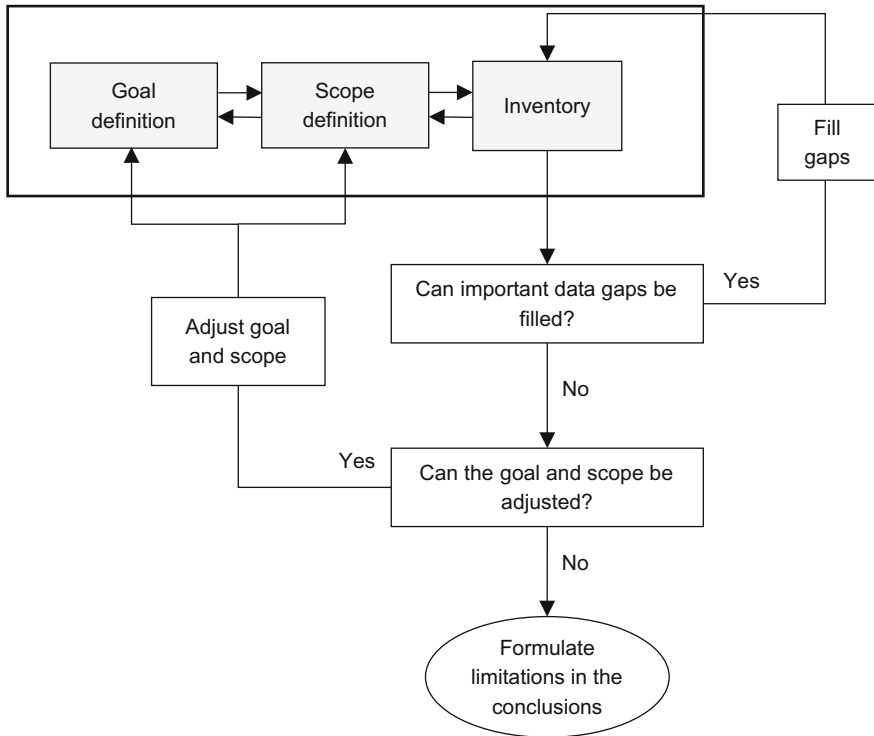 Goal
definition
Scope
definition
Inventory
Fill
gaps
Can important data gaps be
filled?
Yes
Adjust goal
and scope
No
Yes
Can the goal and scope be
adjusted?
No
Formulate
limitations in the
conclusions